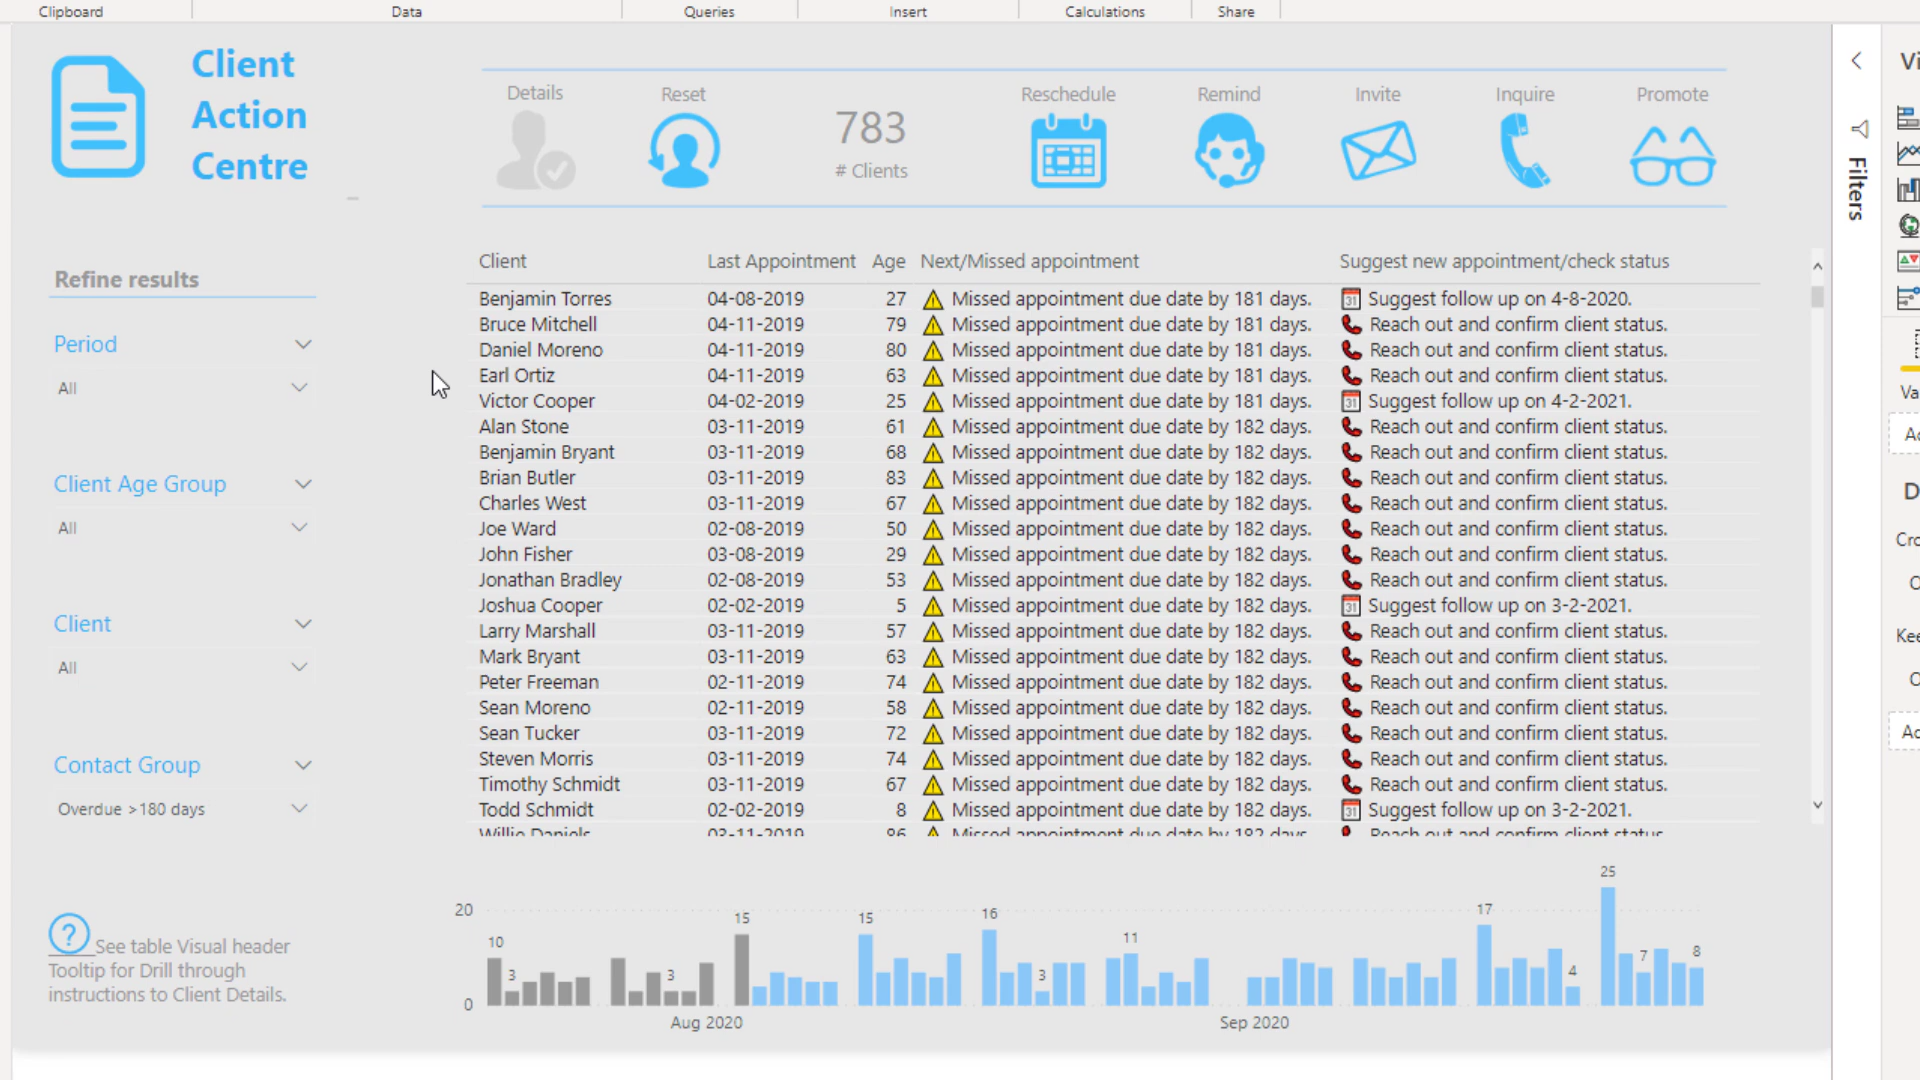 Clipboard Data Queries Insert Calculations Share
Client
Action
Centre
Details Reset Reschedule Remind Invite Inquire Promote
783
# Clients
Filters
Refine results
Period
All
Client Age Group
All
Client
All
Contact Group
Overdue >180 days
Client Last Appointment Age Next/Missed appointment Suggest new appointment/check status
Benjamin Torres 04-08-2019 27 Missed appointment due date by 181 days. 31 Suggest follow up on 4-8-2020.
Bruce Mitchell 04-11-2019 79 Missed appointment due date by 181 days. Reach out and confirm client status.
Daniel Moreno 04-11-2019 80 Missed appointment due date by 181 days. Reach out and confirm client status.
Earl Ortiz 04-11-2019 63 Missed appointment due date by 181 days. Reach out and confirm client status.
Victor Cooper 04-02-2019 25 Missed appointment due date by 181 days. 31 Suggest follow up on 4-2-2021.
Alan Stone 03-11-2019 61 Missed appointment due date by 182 days. Reach out and confirm client status.
Benjamin Bryant 03-11-2019 68 Missed appointment due date by 182 days. Reach out and confirm client status.
Brian Butler 03-11-2019 83 Missed appointment due date by 182 days. Reach out and confirm client status.
Charles West 03-11-2019 67 Missed appointment due date by 182 days. Reach out and confirm client status.
Joe Ward 02-08-2019 50 Missed appointment due date by 182 days. Reach out and confirm client status.
John Fisher 03-08-2019 29 Missed appointment due date by 182 days. Reach out and confirm client status.
Jonathan Bradley 02-08-2019 53 Missed appointment due date by 182 days. Reach out and confirm client status.
Joshua Cooper 02-02-2019 5 Missed appointment due date by 182 days. 31 Suggest follow up on 3-2-2021.
Larry Marshall 03-11-2019 57 Missed appointment due date by 182 days. Reach out and confirm client status.
Mark Bryant 03-11-2019 63 Missed appointment due date by 182 days. Reach out and confirm client status.
Peter Freeman 02-11-2019 74 Missed appointment due date by 182 days. Reach out and confirm client status.
Sean Moreno 02-11-2019 58 Missed appointment due date by 182 days. Reach out and confirm client status.
Sean Tucker 03-11-2019 72 Missed appointment due date by 182 days. Reach out and confirm client status.
Steven Morris 03-11-2019 74 Missed appointment due date by 182 days. Reach out and confirm client status.
Timothy Schmidt 03-11-2019 67 Missed appointment due date by 182 days. Reach out and confirm client status.
Todd Schmidt 02-02-2019 8 Missed appointment due date by 182 days. 31 Suggest follow up on 3-2-2021.
Willie Daniels 03-11-2019 86 Missed appointment due date by 182 days. Reach out and confirm client status.
? See table Visual header
Tooltip for Drill through
instructions to Client Details.
20
0
10 3 3 15 15 16 3 11 17 4 25 7 8
Aug 2020 Sep 2020